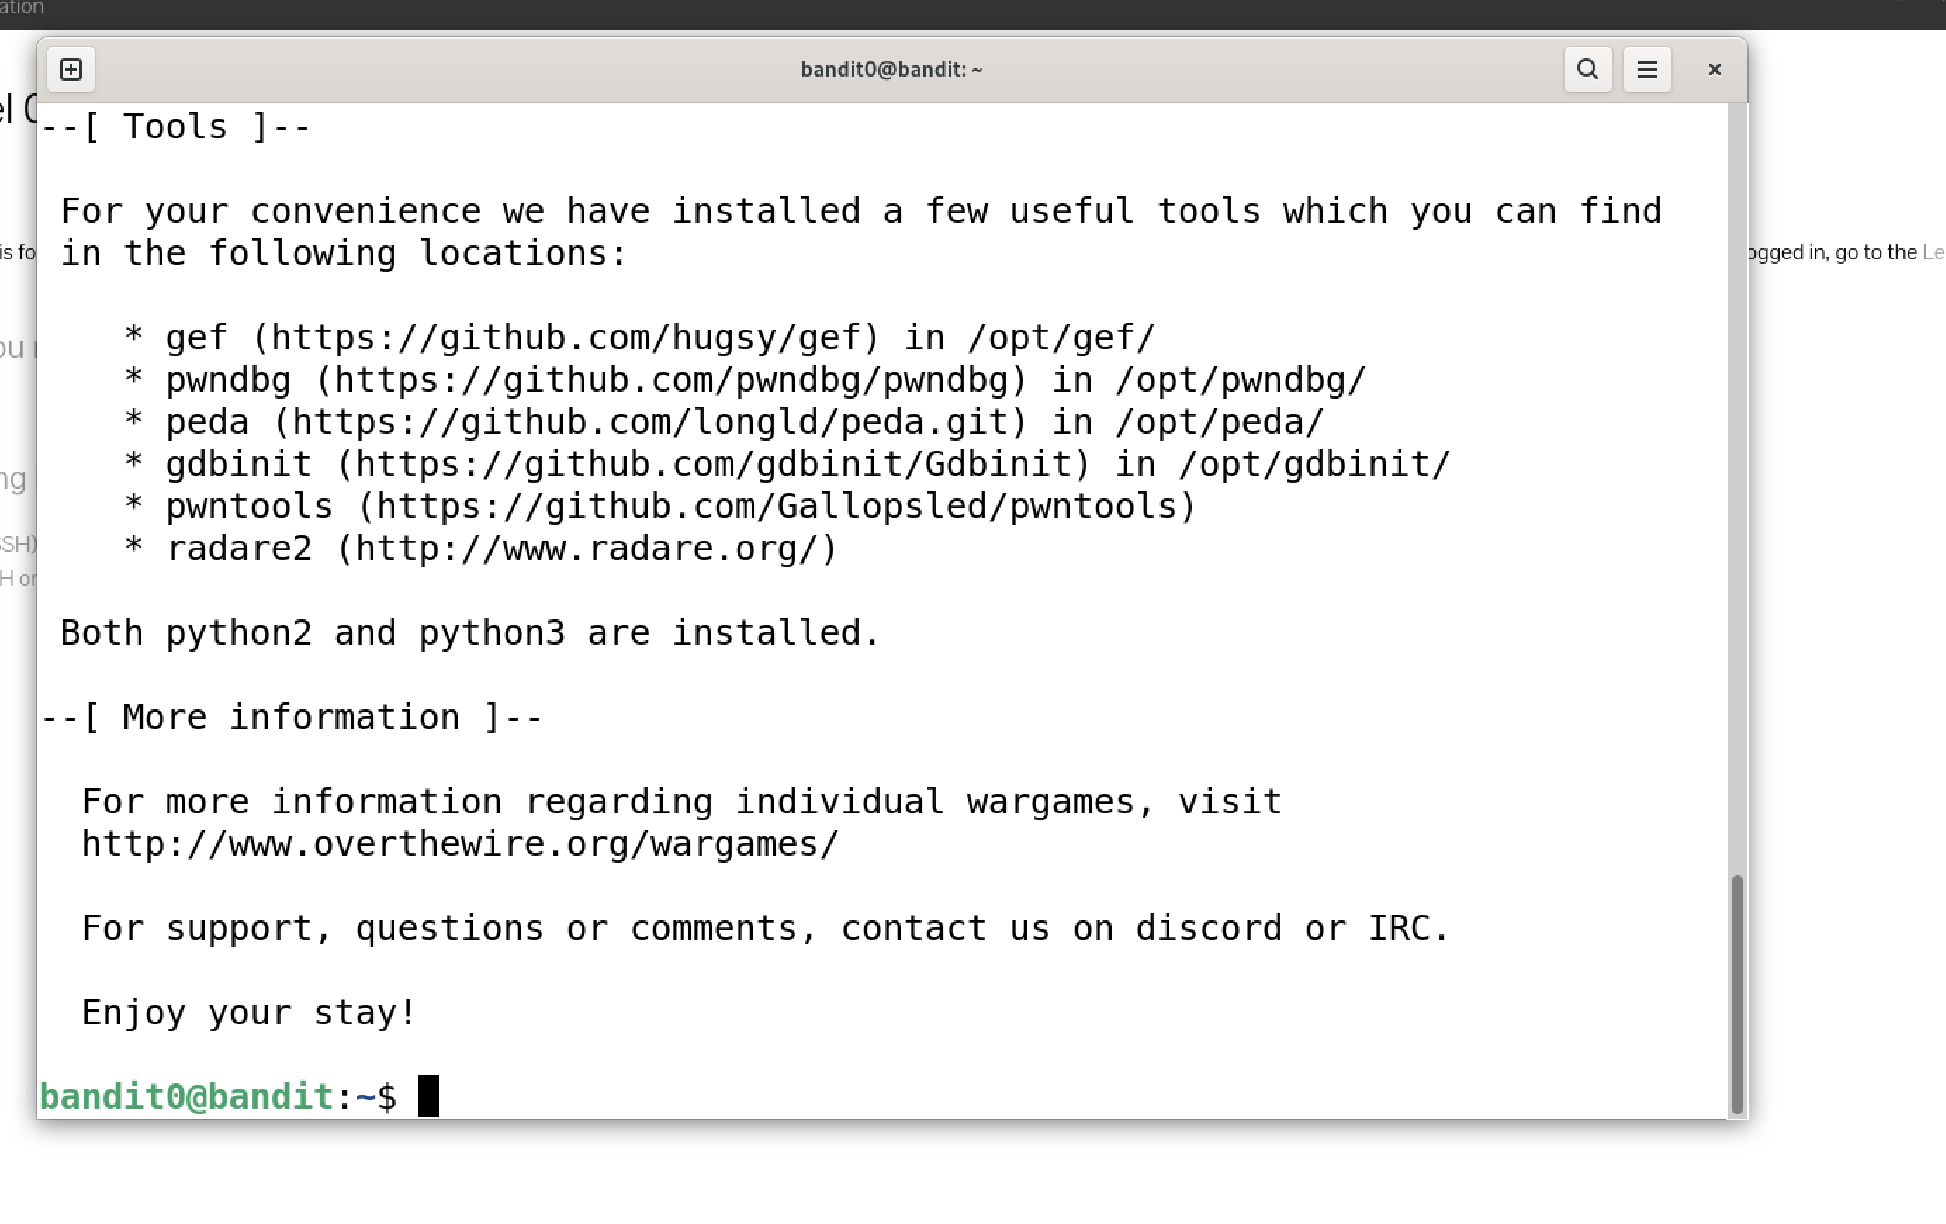 ation
bandit0@bandit: ~
--[ Tools ]--
For your convenience we have installed a few useful tools which you can find
in the following locations:
* gef (https://github.com/hugsy/gef) in /opt/gef/
* pwndbg (https://github.com/pwndbg/pwndbg) in /opt/pwndbg/
* peda (https://github.com/longld/peda.git) in /opt/peda/
* gdbinit (https://github.com/gdbinit/Gdbinit) in /opt/gdbinit/
* pwntools (https://github.com/Gallopsled/pwntools)
* radare2 (http://www.radare.org/)
Both python2 and python3 are installed.
--[ More information ]--
For more information regarding individual wargames, visit
http://www.overthewire.org/wargames/
For support, questions or comments, contact us on discord or IRC.
Enjoy your stay!
bandit0@bandit:~$
is fo
ogged in, go to the Le
ou
ng
SSH)
H or